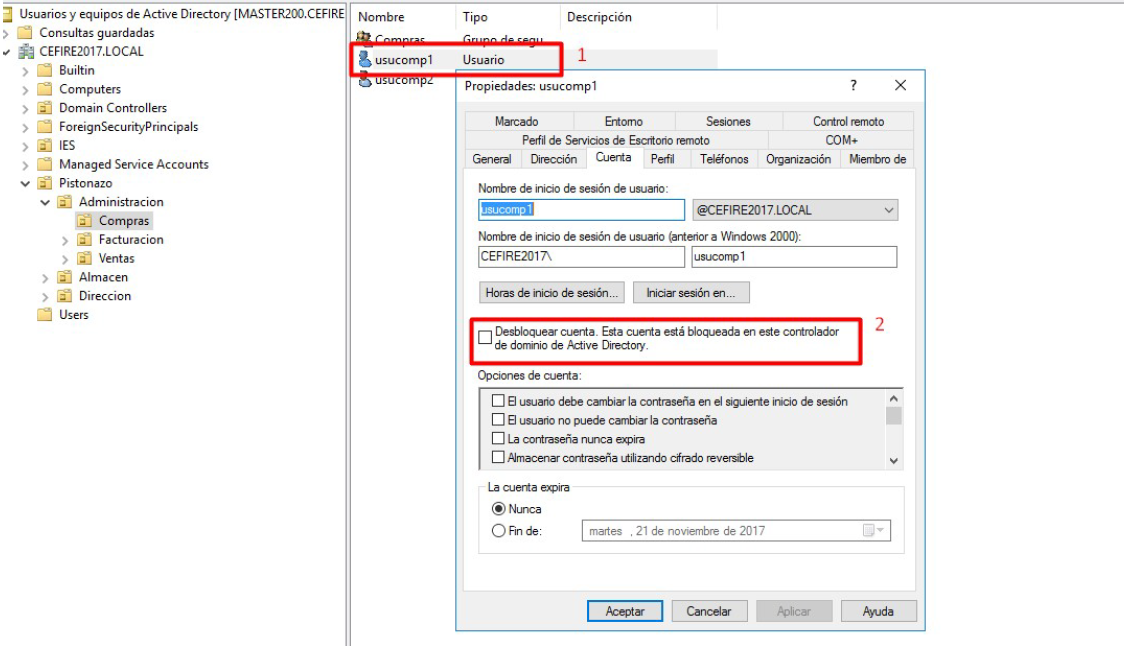 Usuarios y equipos de Active Directory [MASTER200.CEFIRE
Consultas guardadas
CEFIRE2017.LOCAL
Builtin
Computers
Domain Controllers
ForeignSecurityPrincipals
IES
Managed Service Accounts
Pistonazo
Administracion
Compras
Facturacion
Ventas
Almacen
Direccion
Users
Nombre Tipo Descripción
Compras Grupo de segu
usucomp1 Usuario
1
usucomp2
Propiedades: usucomp1 ? ×
Marcado Entorno Sesiones Control remoto
Perfil de Servicios de Escritorio remoto COM+
General Dirección Cuenta Perfil Teléfonos Organización Miembro de
Nombre de inicio de sesión de usuario:
usucomp1 @CEFIRE2017.LOCAL
Nombre de inicio de sesión de usuario (anterior a Windows 2000):
CEFIRE2017\ usucomp1
Horas de inicio de sesión... Iniciar sesión en...
Desbloquear cuenta. Esta cuenta está bloqueada en este controlador
de dominio de Active Directory.
2
Opciones de cuenta:
El usuario debe cambiar la contraseña en el siguiente inicio de sesión
El usuario no puede cambiar la contraseña
La contraseña nunca expira
Almacenar contraseña utilizando cifrado reversible
La cuenta expira
Nunca
Fin de: martes , 21 de noviembre de 2017
Aceptar Cancelar Aplicar Ayuda